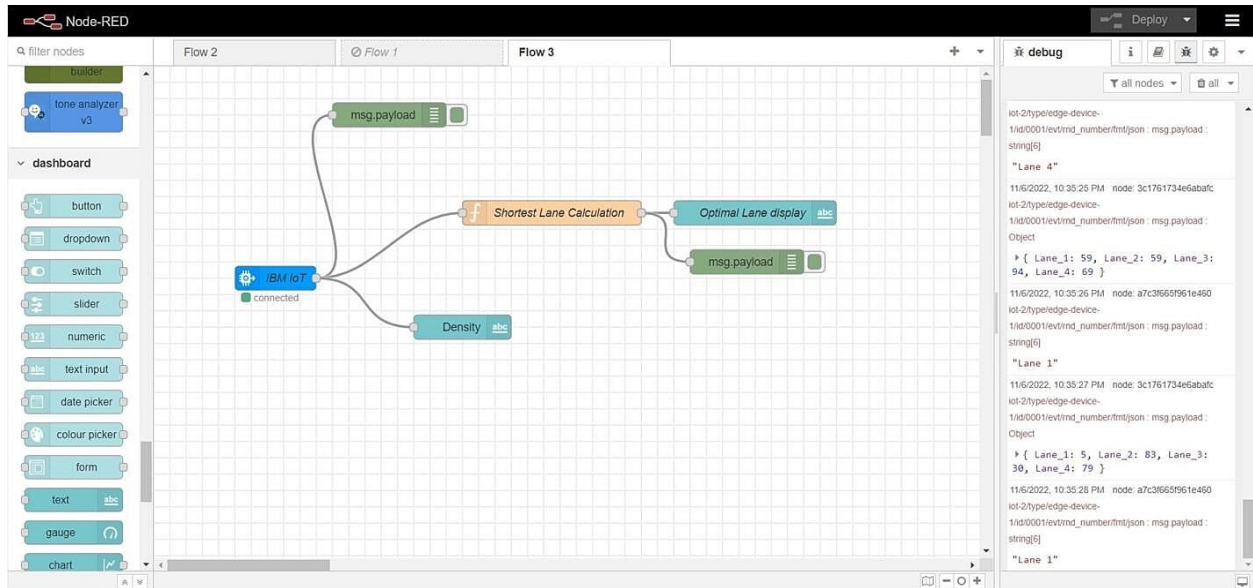 Node-RED
Deploy
filter nodes
builder
tone analyzer
v3
dashboard
button
dropdown
switch
slider
123 numeric
abc text input
date picker
colour picker
form
text abc
gauge
chart
Flow 2
Flow 1
Flow 3
msg.payload
f Shortest Lane Calculation
Optimal Lane display abc
msg.payload
IBM IoT
connected
Density abc
debug
i
all nodes
all
iot-2/type/edge-device-
1/id/0001/evt/rnd_number/fmt/json : msg.payload :
string[6]
"Lane 4"
11/6/2022, 10:35:25 PM node: 3c1761734e6abafc
iot-2/type/edge-device-
1/id/0001/evt/rnd_number/fmt/json : msg.payload :
Object
{ Lane_1: 59, Lane_2: 59, Lane_3:
94, Lane_4: 69 }
11/6/2022, 10:35:26 PM node: a7c3f665f961e460
iot-2/type/edge-device-
1/id/0001/evt/rnd_number/fmt/json : msg.payload :
string[6]
"Lane 1"
11/6/2022, 10:35:27 PM node: 3c1761734e6abafc
iot-2/type/edge-device-
1/id/0001/evt/rnd_number/fmt/json : msg.payload :
Object
{ Lane_1: 5, Lane_2: 83, Lane_3:
30, Lane_4: 79 }
11/6/2022, 10:35:28 PM node: a7c3f665f961e460
iot-2/type/edge-device-
1/id/0001/evt/rnd_number/fmt/json : msg.payload :
string[6]
"Lane 1"